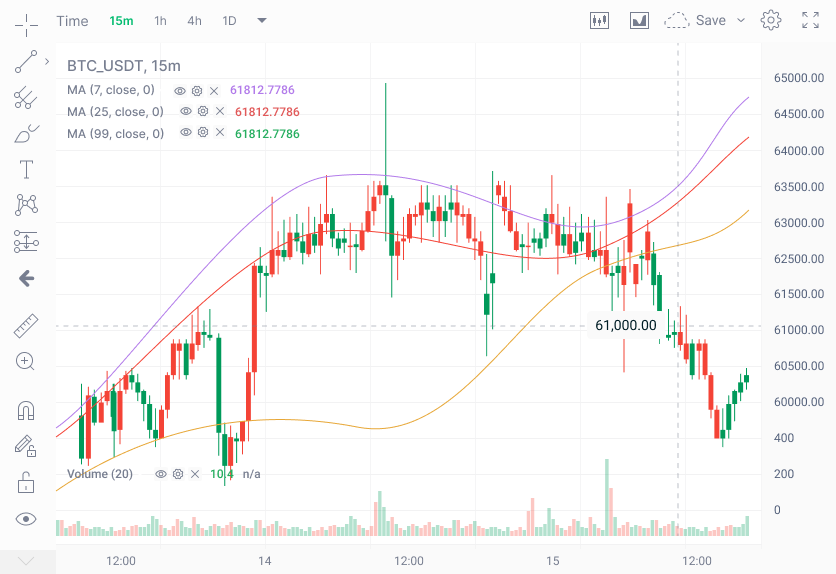 Time 15m 1h 4h 1D Save
BTC_USDT, 15m
MA (7, close, 0) 61812.7786
MA (25, close, 0) 61812.7786
MA (99, close, 0) 61812.7786
65000.00
64500.00
64000.00
63500.00
63000.00
62500.00
61500.00
61,000.00
61000.00
60500.00
60000.00
400
Volume (20) 10.4 n/a
200
0
12:00 14 12:00 15 12:00